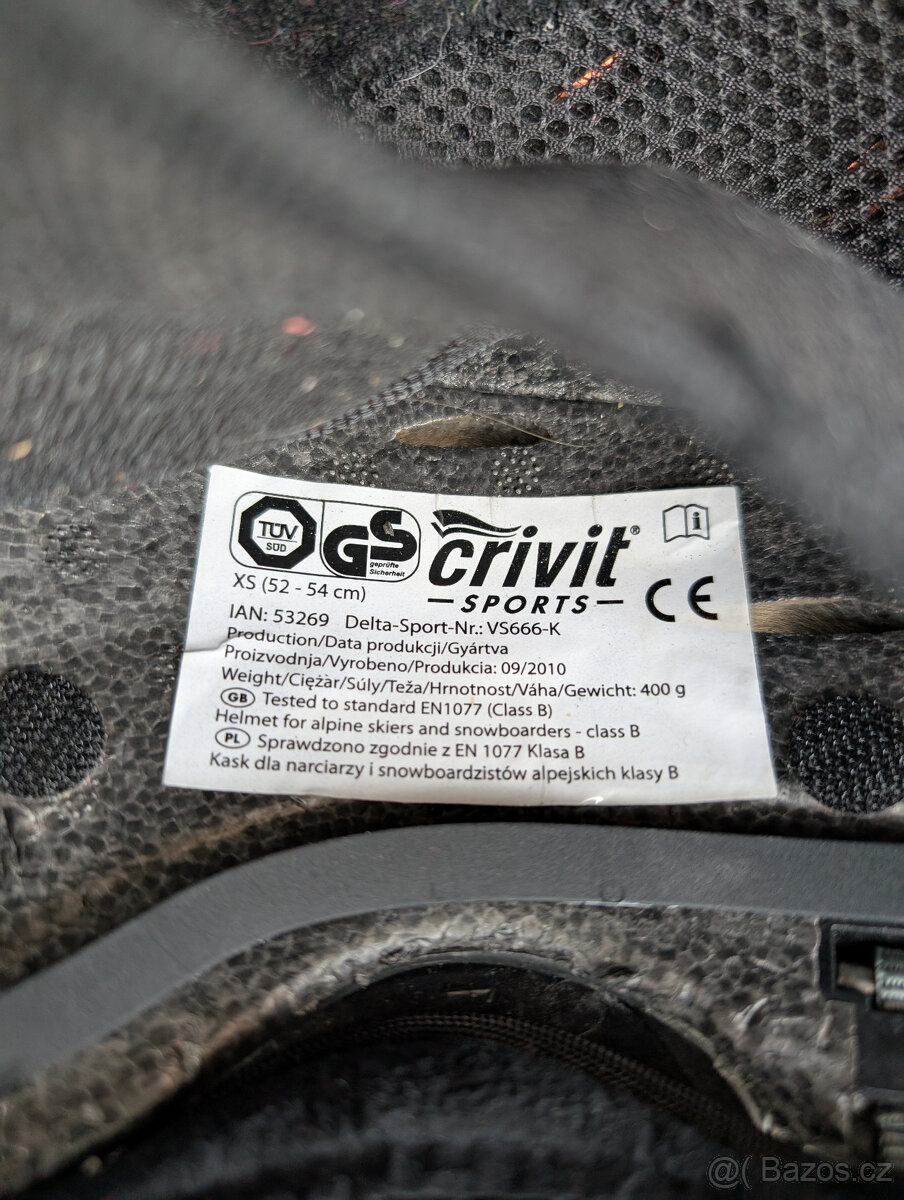 TÜV
SÜD
GS
geprüfte
Sicherheit
crivit®
SPORTS
CE
XS (52 - 54 cm)
IAN: 53269 Delta-Sport-Nr.: VS666-K
Production/Data produkcji/Gyártva
Proizvodnja/Vyrobeno/Produkcia: 09/2010
Weight/Ciężar/Súly/Teža/Hrnotnost/Váha/Gewicht: 400 g
GB Tested to standard EN1077 (Class B)
Helmet for alpine skiers and snowboarders - class B
PL Sprawdzono zgodnie z EN 1077 Klasa B
Kask dla narciarzy i snowboardzistów alpejskich klasy B
@( Bazos.cz